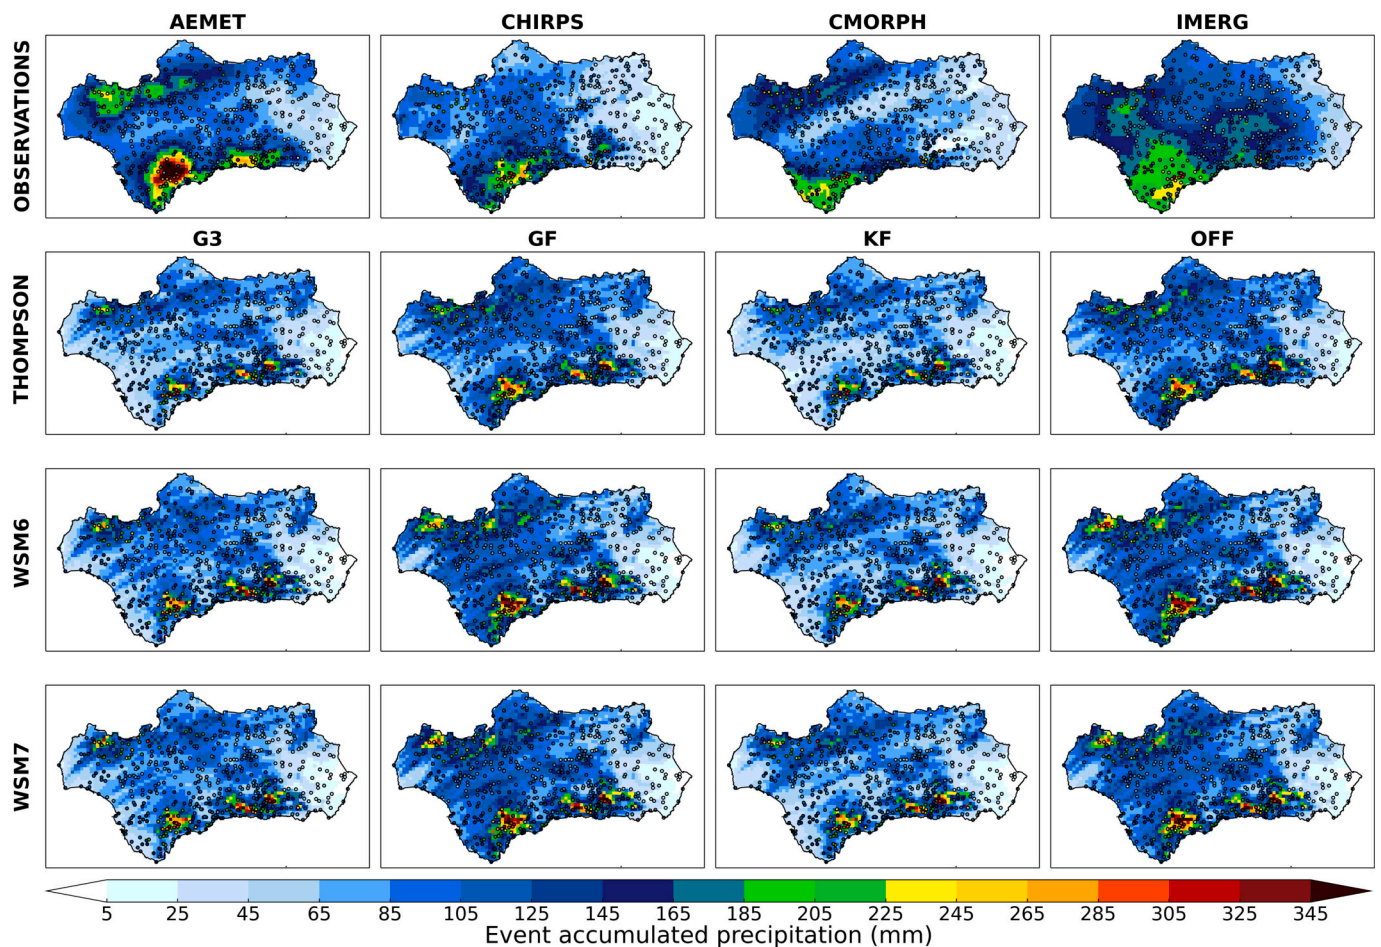 AEMET CHIRPS CMORPH IMERG
OBSERVATIONS
G3 GF KF OFF
THOMPSON
WSM6
WSM7
5 25 45 65 85 105 125 145 165 185 205 225 245 265 285 305 325 345
Event accumulated precipitation (mm)